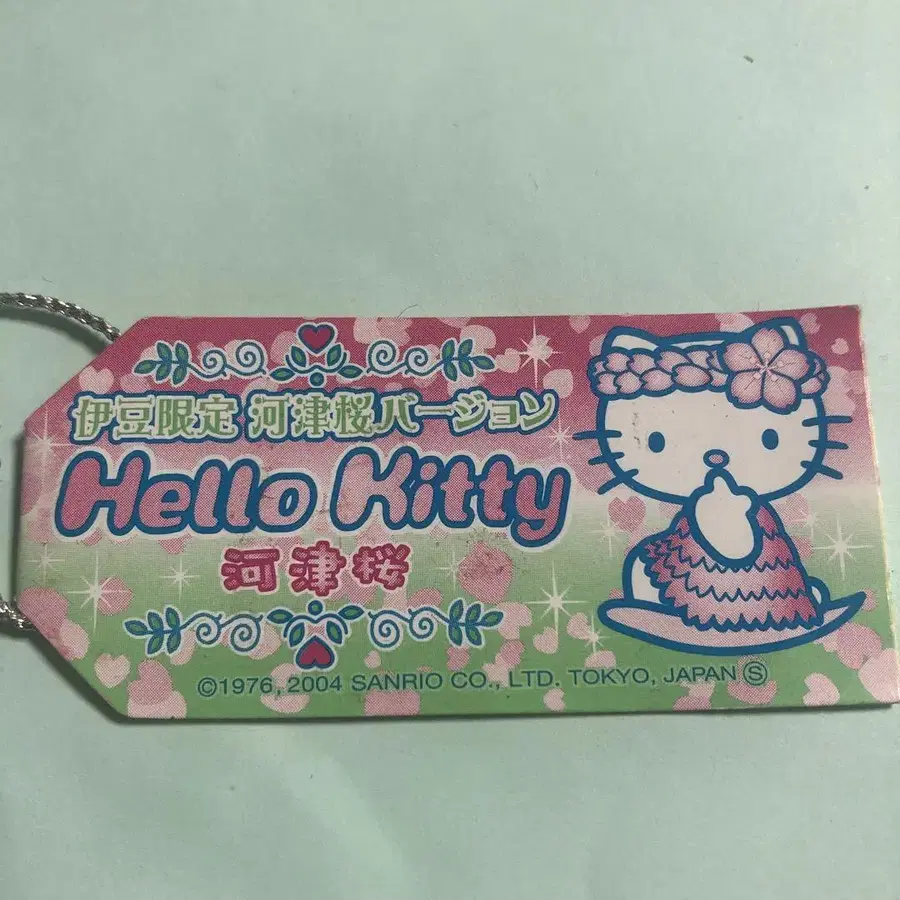 伊豆限定 河津桜バージョン
Hello Kitty
河津桜
©1976, 2004 SANRIO CO., LTD. TOKYO, JAPAN Ⓢ